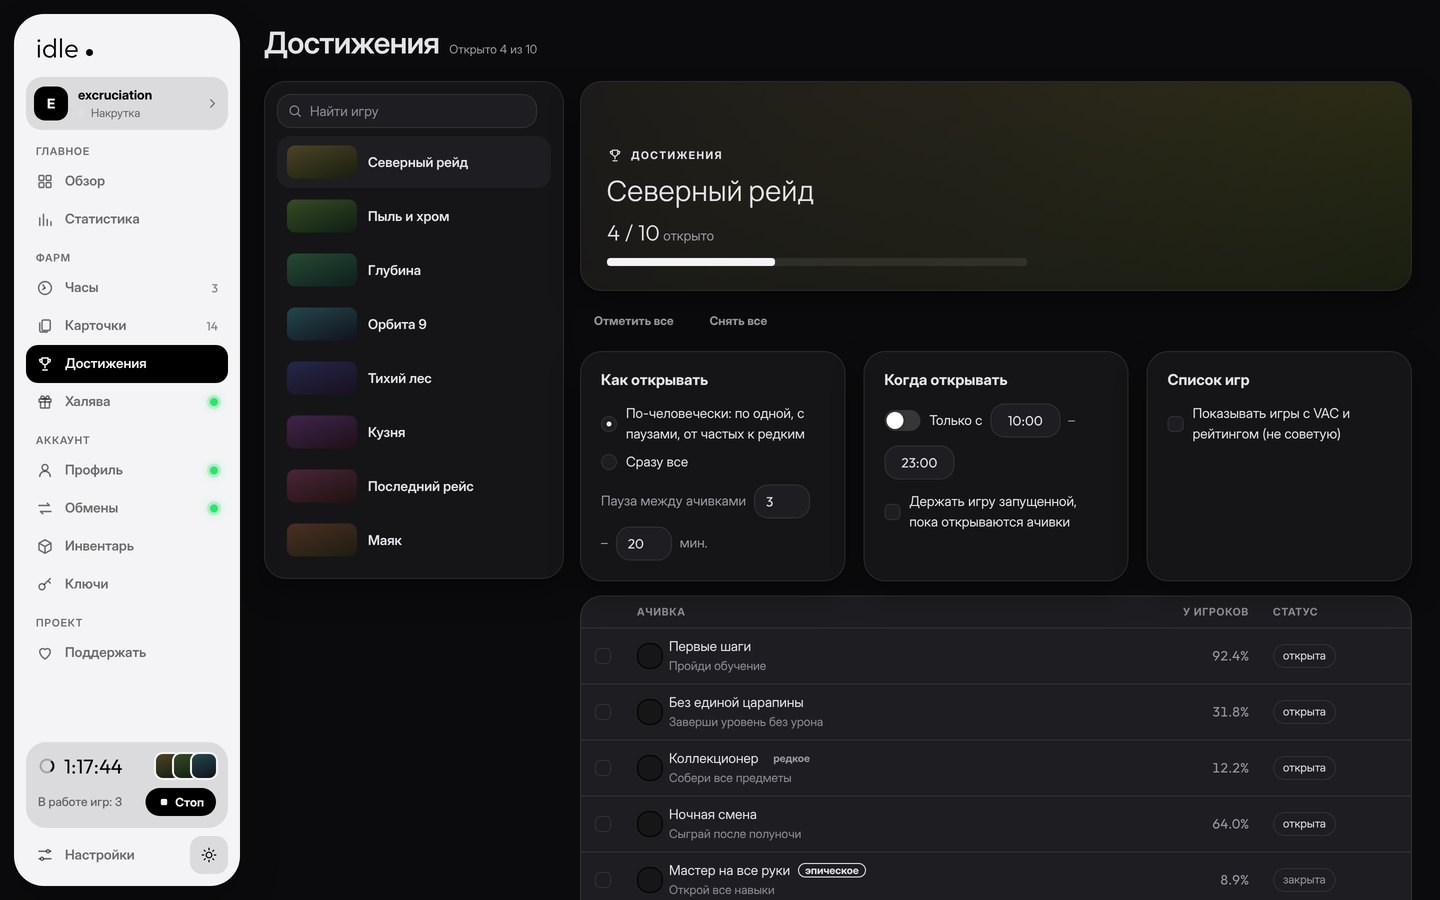 idle
E
excruciation
Накрутка
ГЛАВНОЕ
Обзор
Статистика
ФАРМ
Часы 3
Карточки 14
Достижения
Халява
АККАУНТ
Профиль
Обмены
Инвентарь
Ключи
ПРОЕКТ
Поддержать
1:17:44
В работе игр: 3
Стоп
Настройки
Достижения Открыто 4 из 10
Найти игру
Северный рейд
Пыль и хром
Глубина
Орбита 9
Тихий лес
Кузня
Последний рейс
Маяк
ДОСТИЖЕНИЯ
Северный рейд
4 / 10 открыто
Отметить все Снять все
Как открывать
По-человечески: по одной, с
паузами, от частых к редким
Сразу все
Пауза между ачивками 3
– 20 мин.
Когда открывать
Только с 10:00 –
23:00
Держать игру запущенной,
пока открываются ачивки
Список игр
Показывать игры с VAC и
рейтингом (не советую)
АЧИВКА У ИГРОКОВ СТАТУС
Первые шаги
Пройди обучение
92.4% открыта
Без единой царапины
Заверши уровень без урона
31.8% открыта
Коллекционер редкое
Собери все предметы
12.2% открыта
Ночная смена
Сыграй после полуночи
64.0% открыта
Мастер на все руки эпическое
Открой все навыки
8.9% закрыта